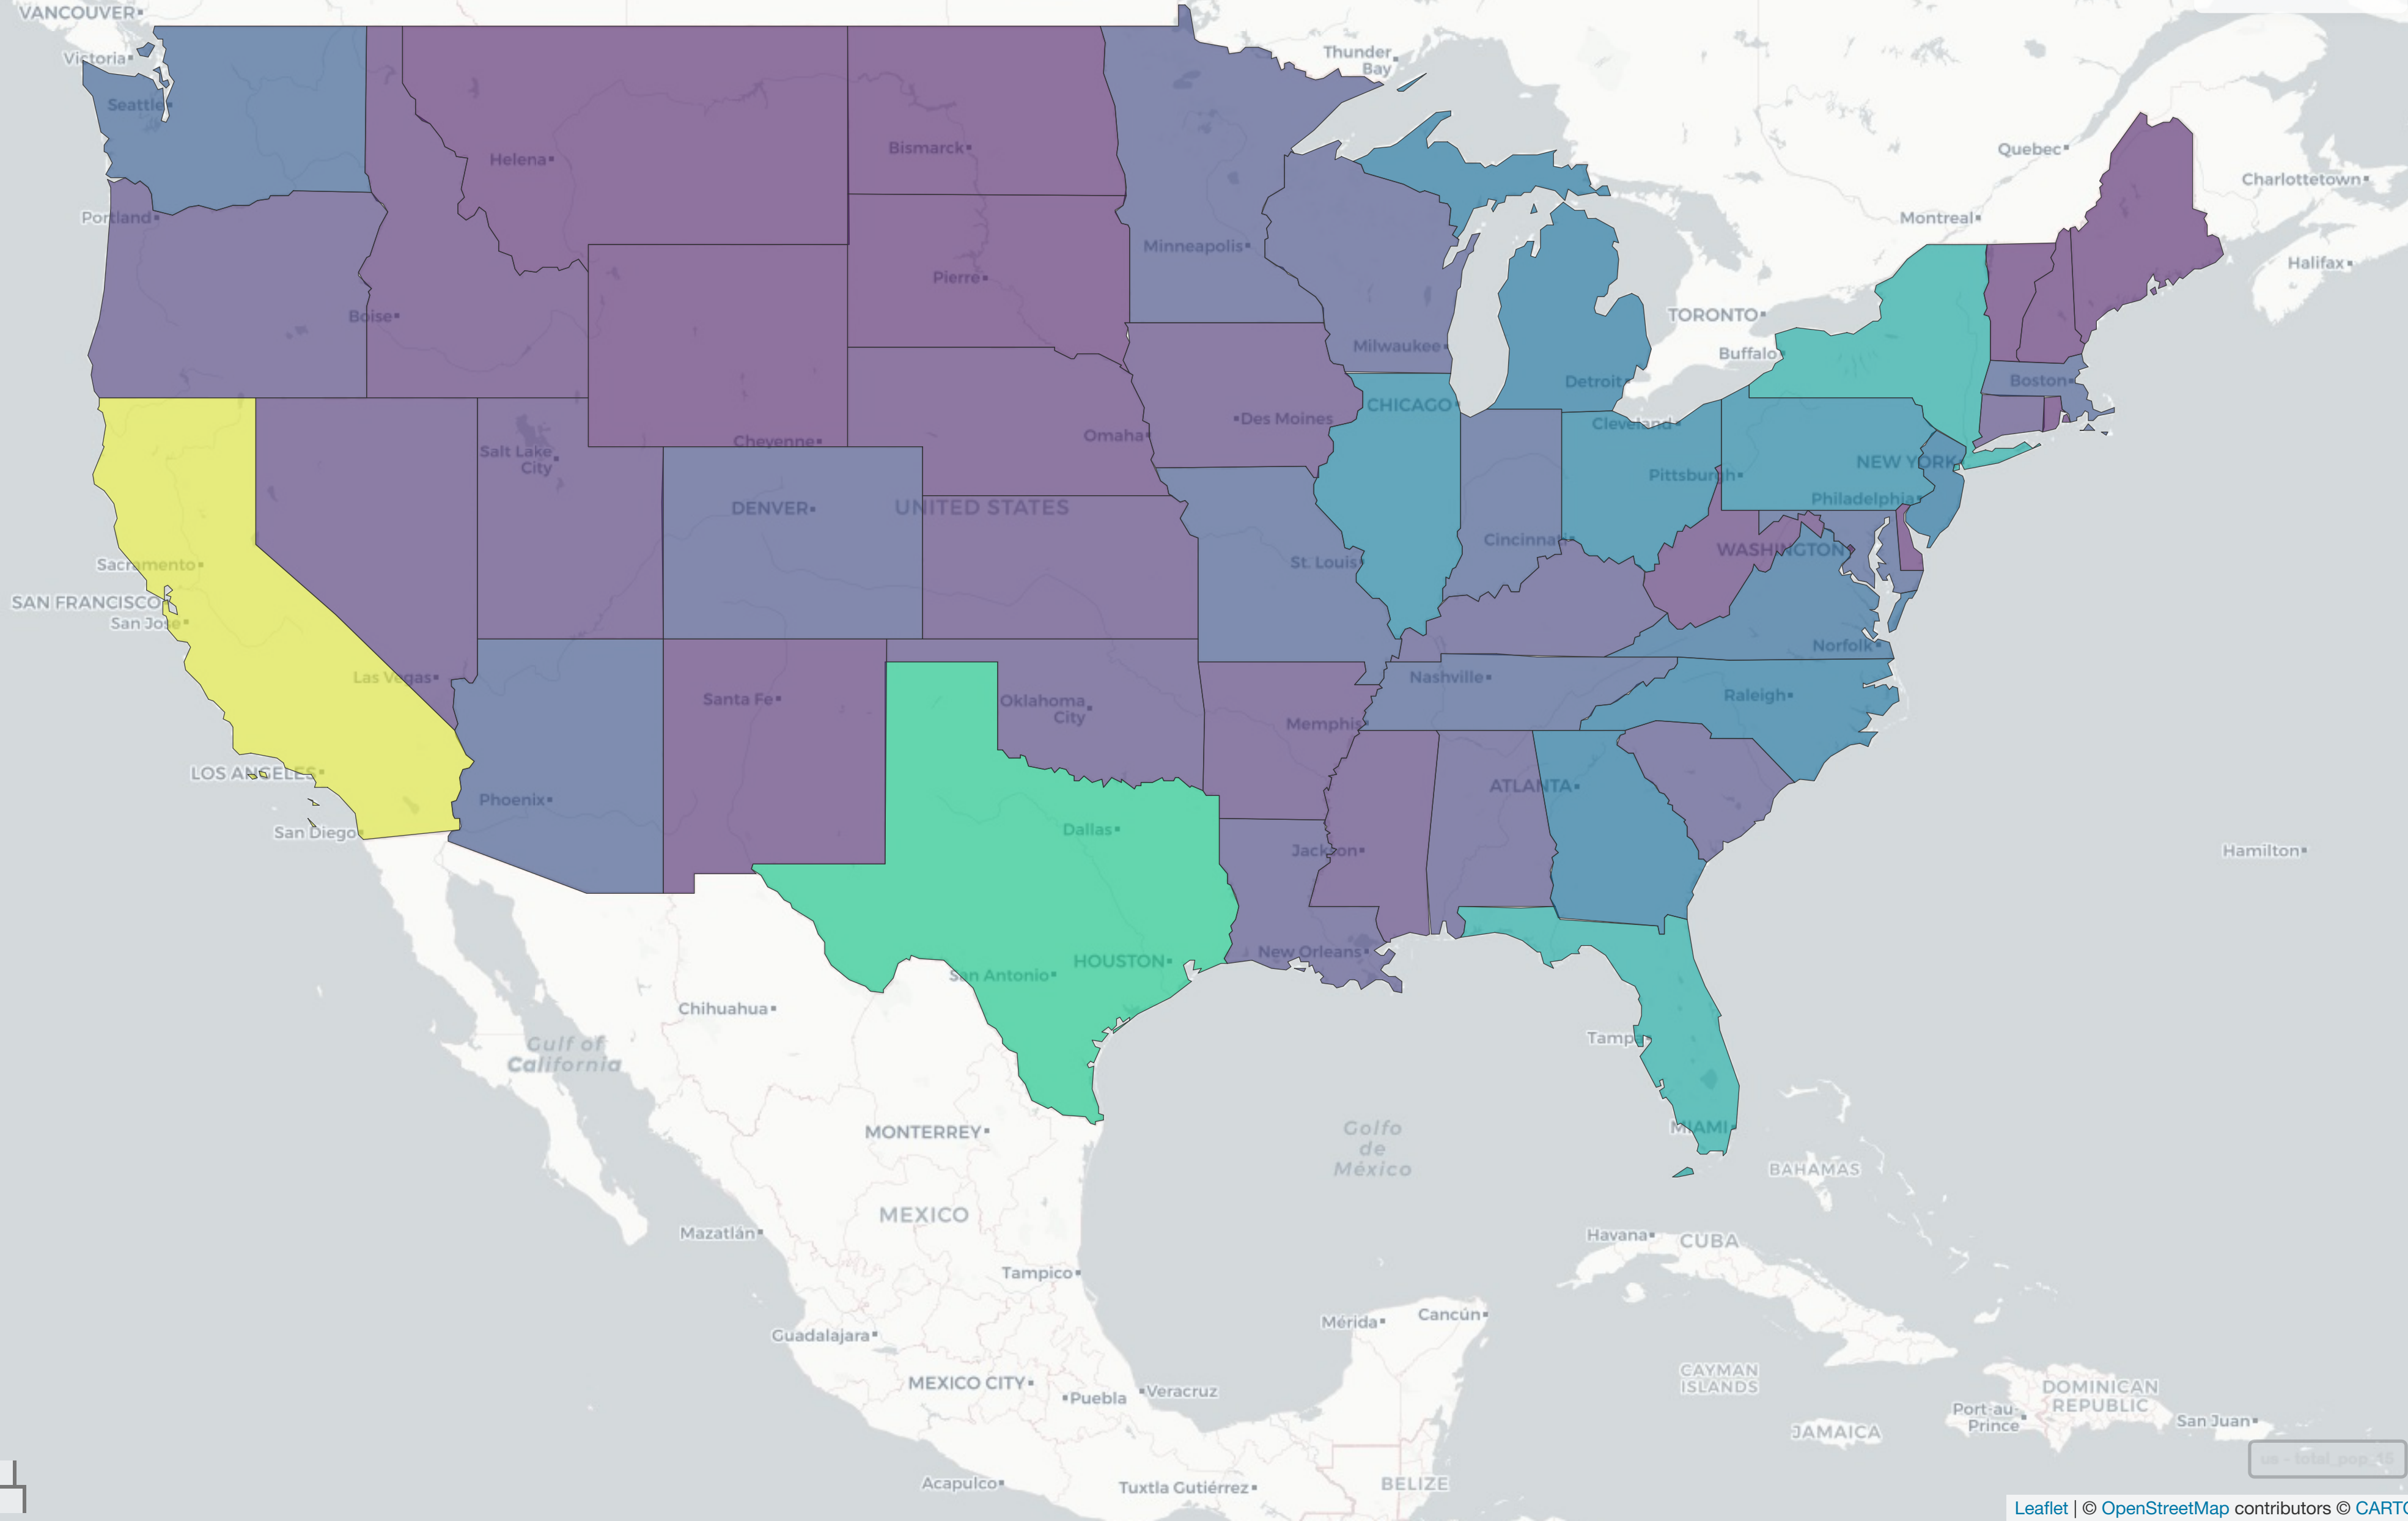 VANCOUVER
Victoria
Seattle
Portland
Helena
Bismarck
Boise
Pierre
Minneapolis
Thunder
Bay
Milwaukee
Detroit
CHICAGO
Des Moines
Omaha
Cheyenne
Salt Lake
City
DENVER
UNITED STATES
Quebec
Charlottetown
Montreal
Halifax
TORONTO
Buffalo
Boston
Cleveland
Pittsburgh
NEW YORK
Philadelphia
Cincinnati
WASHINGTON
St. Louis
Norfolk
Sacramento
SAN FRANCISCO
San Jose
Las Vegas
Santa Fe
Oklahoma
City
Nashville
Memphis
Raleigh
LOS ANGELES
Phoenix
San Diego
Dallas
ATLANTA
Jackson
Hamilton
New Orleans
HOUSTON
San Antonio
Chihuahua
Gulf of
California
Tampa
MIAMI
MONTERREY
Golfo
de
México
BAHAMAS
MEXICO
Mazatlán
Havana
CUBA
Tampico
Mérida
Cancún
Guadalajara
MEXICO CITY
Puebla
Veracruz
CAYMAN
ISLANDS
DOMINICAN
REPUBLIC
Port-au-
Prince
San Juan
JAMAICA
Acapulco
Tuxtla Gutiérrez
BELIZE
us - total_pop_15
Leaflet | © OpenStreetMap contributors © CARTO